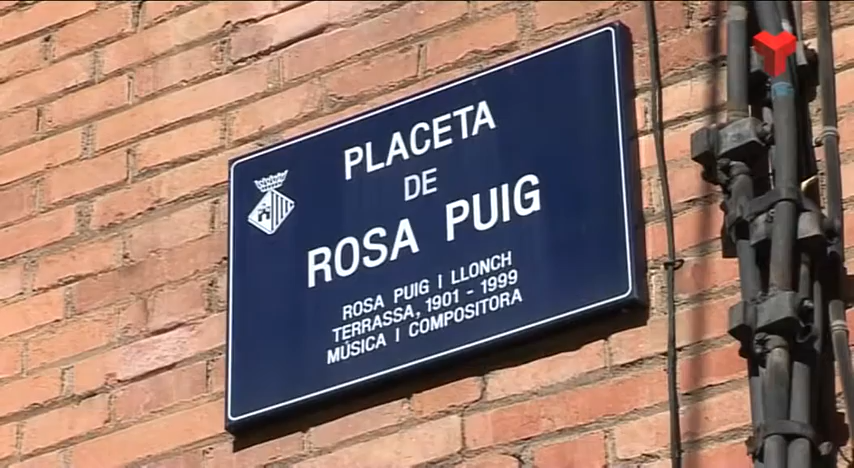 PLACETA
DE
ROSA PUIG
ROSA PUIG I LLONCH
TERRASSA, 1901 - 1999
MÚSICA I COMPOSITORA